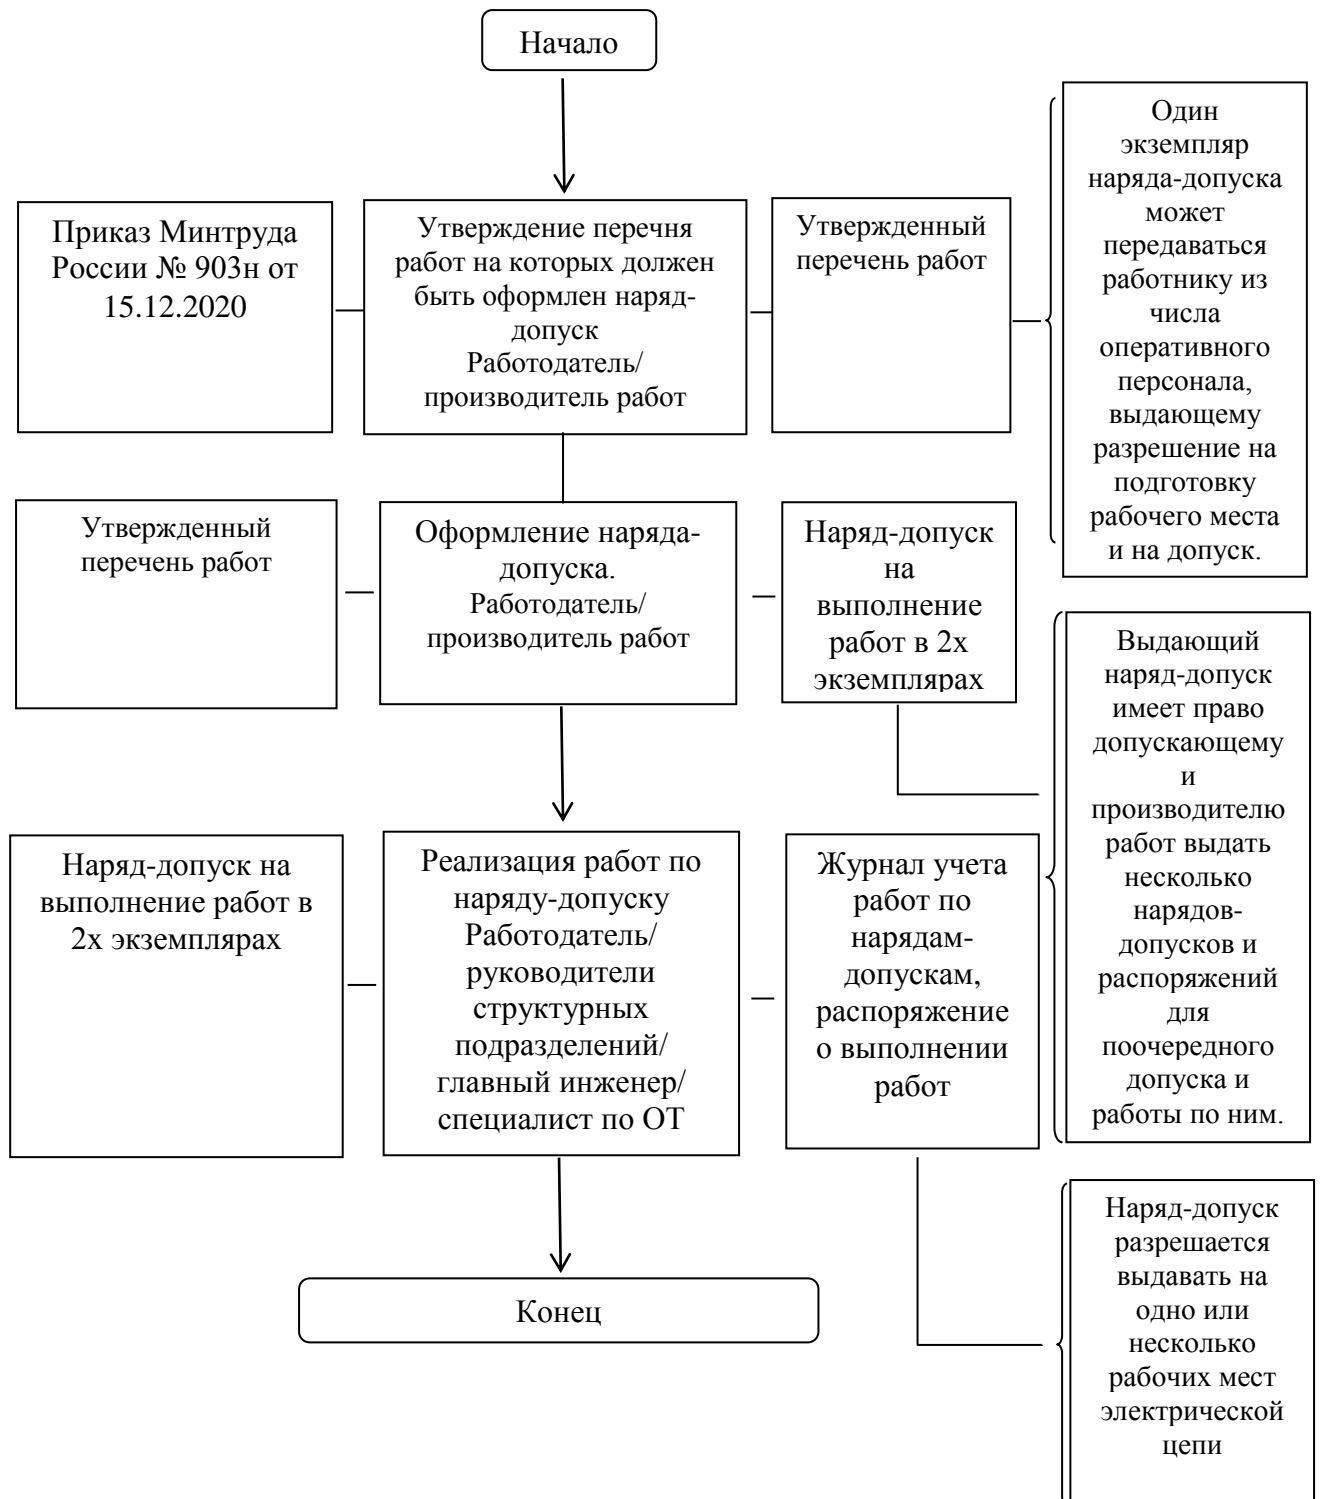 Начало
Приказ Минтруда
России № 903н от
15.12.2020
Утверждение перечня
работ на которых должен
быть оформлен наряд-
допуск
Работодатель/
производитель работ
Утвержденный
перечень работ
Один
экземпляр
наряда-допуска
может
передаваться
работнику из
числа
оперативного
персонала,
выдающему
разрешение на
подготовку
рабочего места
и на допуск.
Утвержденный
перечень работ
Оформление наряда-
допуска.
Работодатель/
производитель работ
Наряд-допуск
на
выполнение
работ в 2х
экземплярах
Выдающий
наряд-допуск
имеет право
допускающему
и
производителю
работ выдать
несколько
нарядов-
допусков и
распоряжений
для
поочередного
допуска и
работы по ним.
Наряд-допуск на
выполнение работ в
2х экземплярах
Реализация работ по
наряду-допуску
Работодатель/
руководители
структурных
подразделений/
главный инженер/
специалист по ОТ
Журнал учета
работ по
нарядам-
допускам,
распоряжение
о выполнении
работ
Наряд-допуск
разрешается
выдавать на
одно или
несколько
рабочих мест
электрической
цепи
Конец